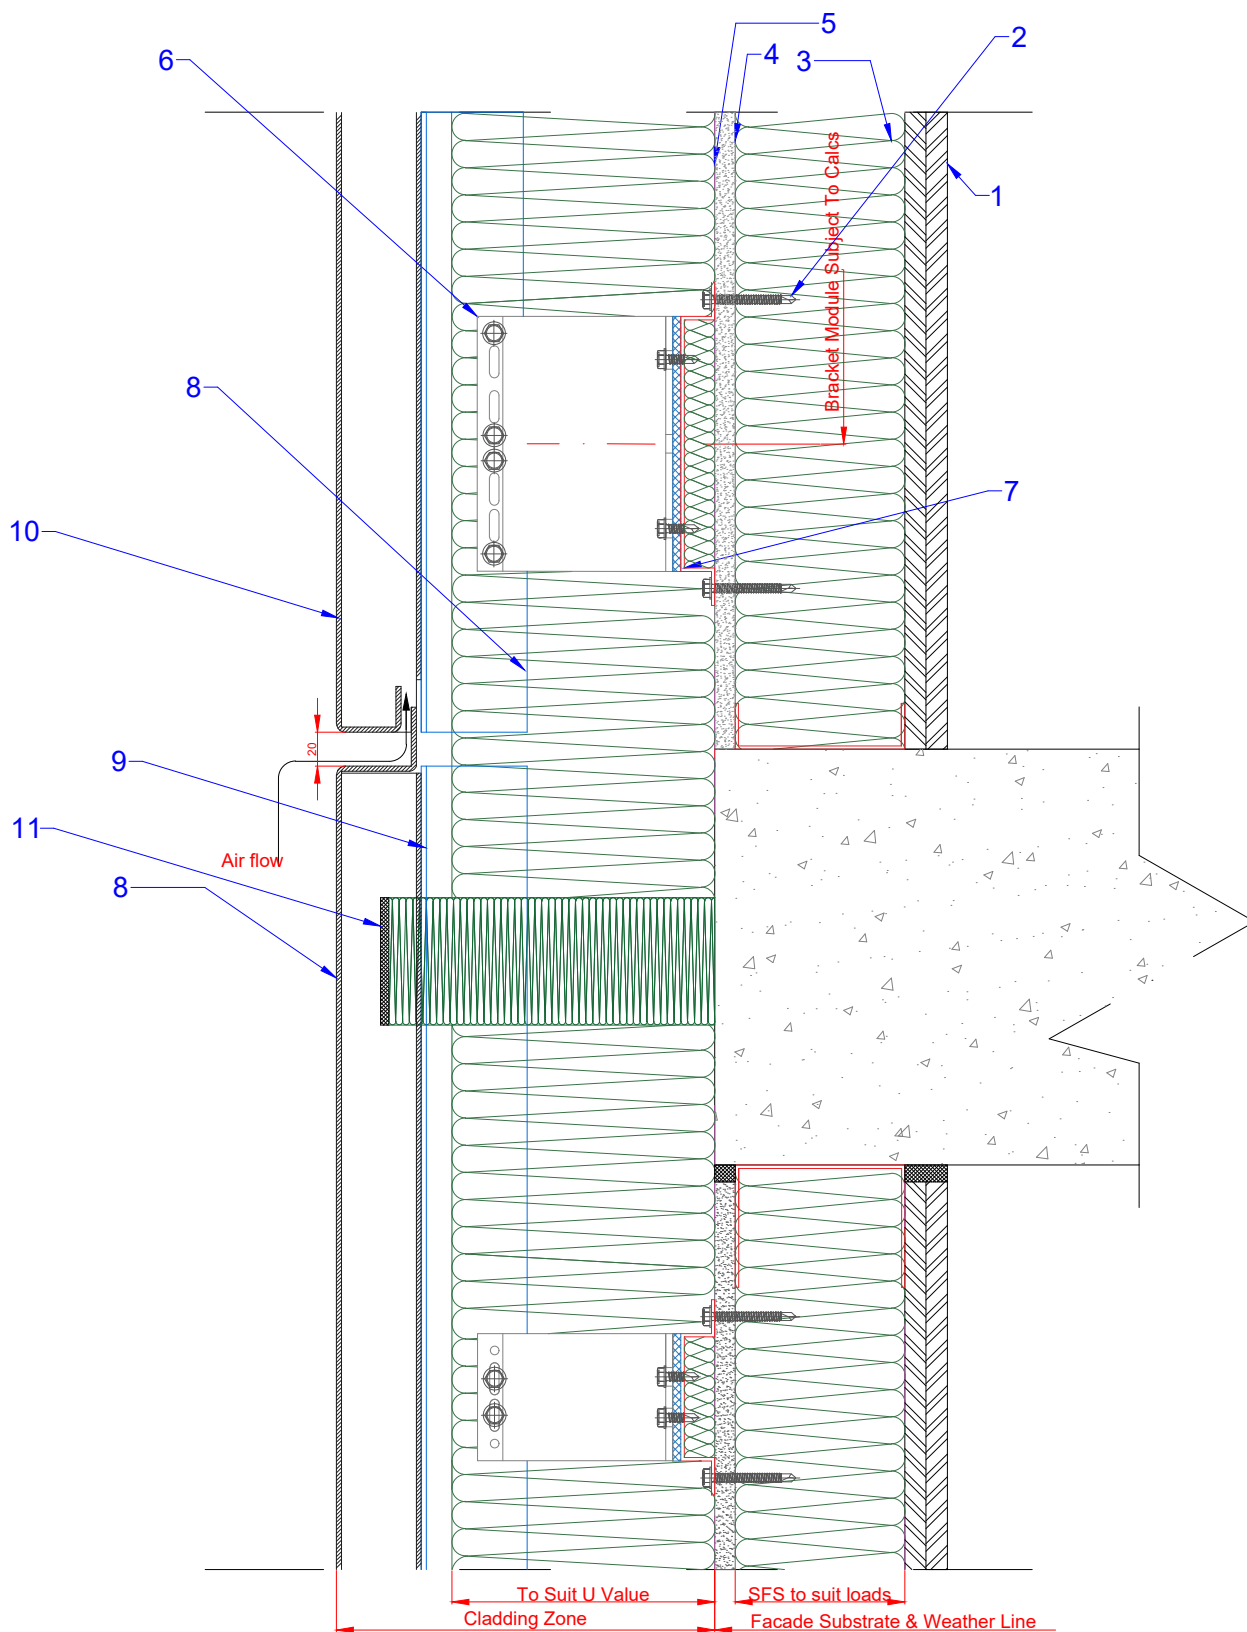 5
2
6
4
3
Bracket Module Subject To Calcs
1
8
7
10
20
9
11
Air flow
8
To Suit U Value
SFS to suit loads
Cladding Zone
Facade Substrate & Weather Line